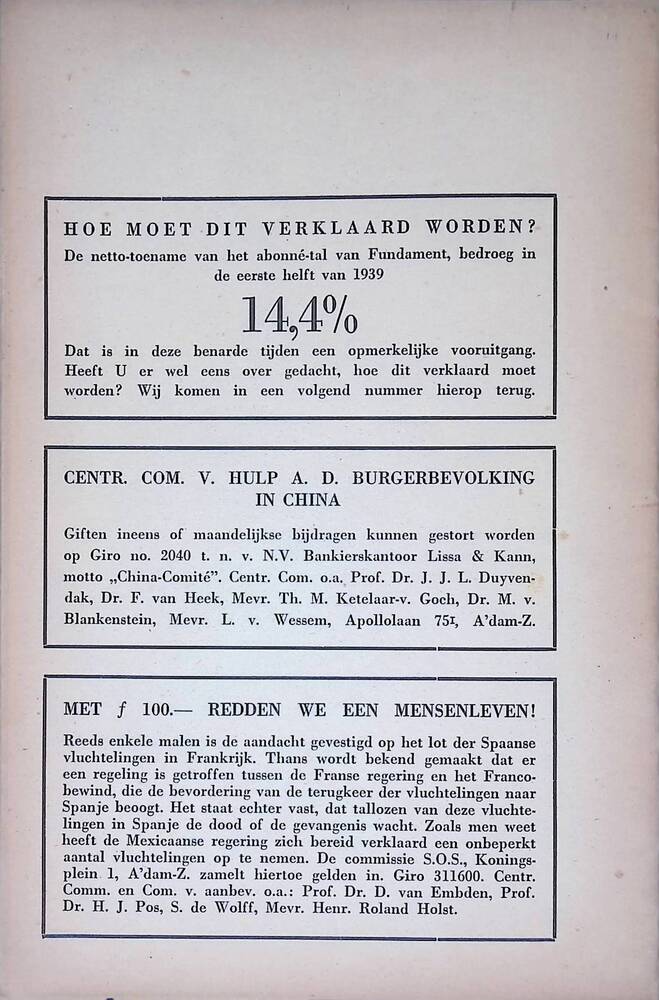 HOE MOET DIT VERKLAARD WORDEN?
De netto-toename van het abonné-tal van Fundament, bedroeg in
de eerste helft van 1939
14,4%
Dat is in deze benarde tijden een opmerkelijke vooruitgang.
Heeft U er wel eens over gedacht, hoe dit verklaard moet
worden? Wij komen in een volgend nummer hierop terug.
CENTR. COM. V. HULP A. D. BURGERBEVOLKING
IN CHINA
Giften ineens of maandelijkse bijdragen kunnen gestort worden
op Giro no. 2040 t. n. v. N.V. Bankierskantoor Lissa & Kann,
motto „China-Comité”. Centr. Com. o.a. Prof. Dr. J. J. L. Duyven-
dak, Dr. F. van Heek, Mevr. Th. M. Ketelaar-v. Goch, Dr. M. v.
Blankenstein, Mevr. L. v. Wessem, Apollolaan 75I, A'dam-Z.
MET f 100.— REDDEN WE EEN MENSENLEVEN!
Reeds enkele malen is de aandacht gevestigd op het lot der Spaanse
vluchtelingen in Frankrijk. Thans wordt bekend gemaakt dat er
een regeling is getroffen tussen de Franse regering en het Franco-
bewind, die de bevordering van de terugkeer der vluchtelingen naar
Spanje beoogt. Het staat echter vast, dat tallozen van deze vluchte-
lingen in Spanje de dood of de gevangenis wacht. Zoals men weet
heeft de Mexicaanse regering zich bereid verklaard een onbeperkt
aantal vluchtelingen op te nemen. De commissie S.O.S., Konings-
plein 1, A'dam-Z. zamelt hiertoe gelden in. Giro 311600. Centr.
Comm. en Com. v. aanbev. o.a.: Prof. Dr. D. van Embden, Prof.
Dr. H. J. Pos, S. de Wolff, Mevr. Henr. Roland Holst.